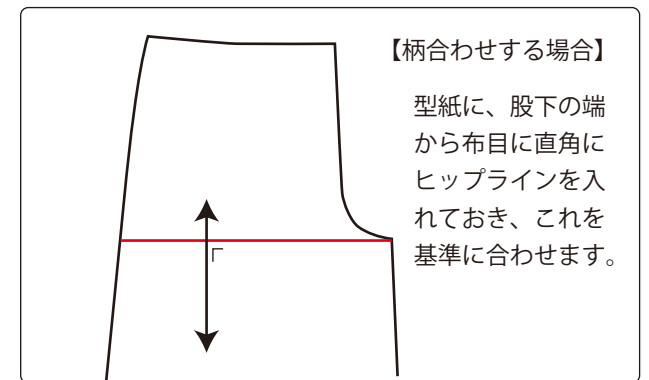 【柄合わせする場合】
型紙に、股下の端
から布目に直角に
ヒップラインを入
れておき、これを
基準に合わせます。